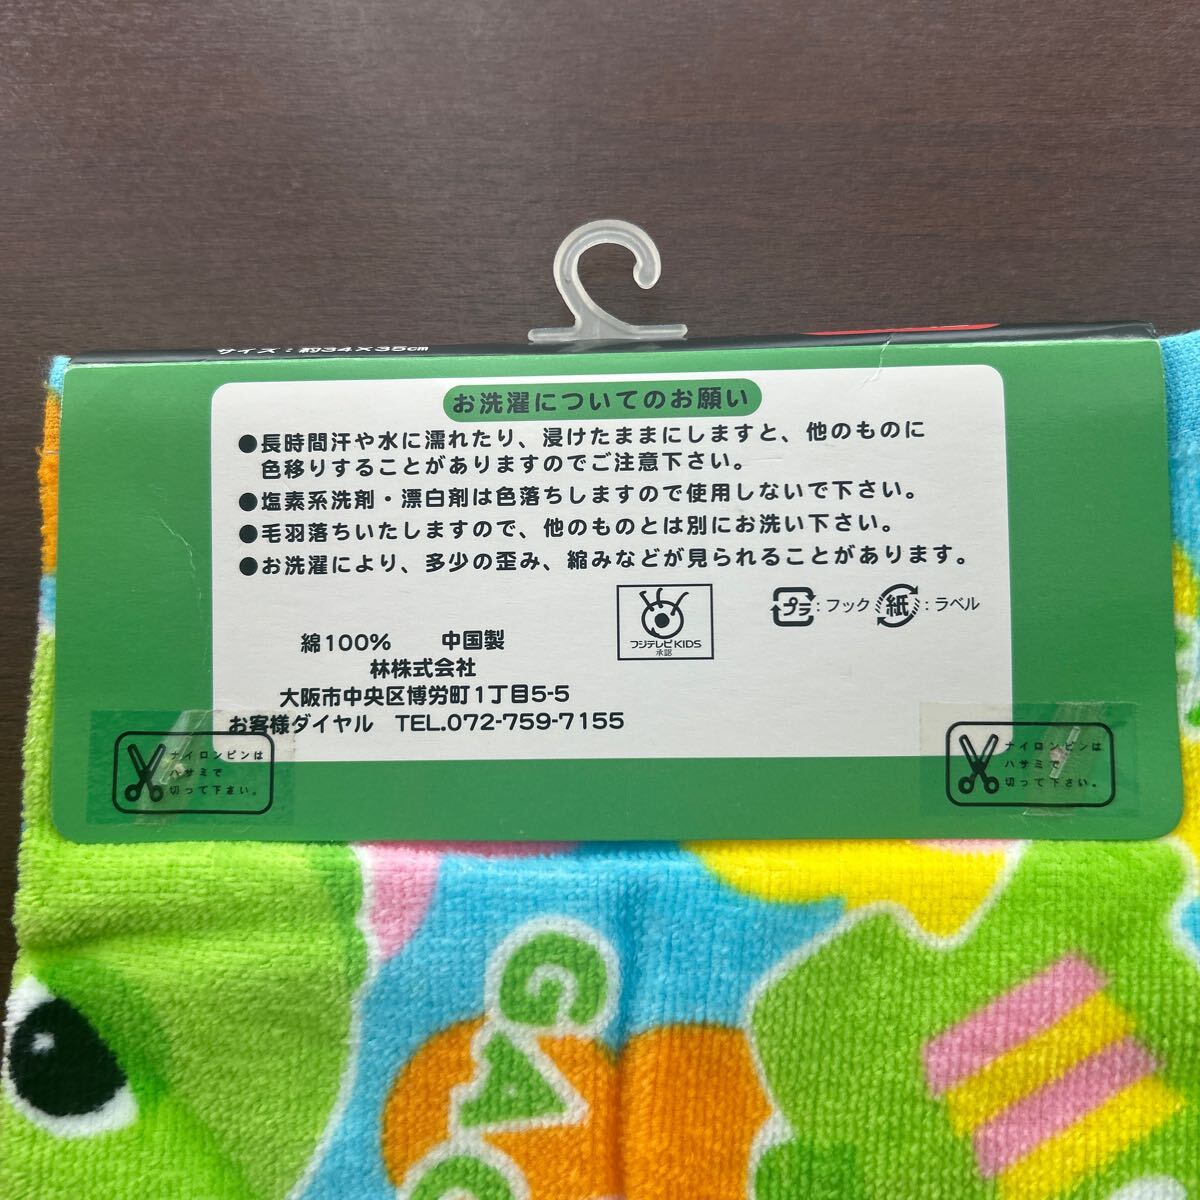 サイズ：約34×35cm
お洗濯についてのお願い
●長時間汗や水に濡れたり、浸けたままにしますと、他のものに
色移りすることがありますのでご注意下さい。
●塩素系洗剤・漂白剤は色落ちしますので使用しないで下さい。
●毛羽落ちいたしますので、他のものとは別にお洗い下さい。
●お洗濯により、多少の歪み、縮みなどが見られることがあります。
プラ：フック 紙：ラベル
フジテレビKIDS
承認
綿100% 中国製
林株式会社
大阪市中央区博労町1丁目5-5
お客様ダイヤル TEL.072-759-7155
ナイロンピンは
ハサミで
切って下さい。
ナイロンピンは
ハサミで
切って下さい。
GA